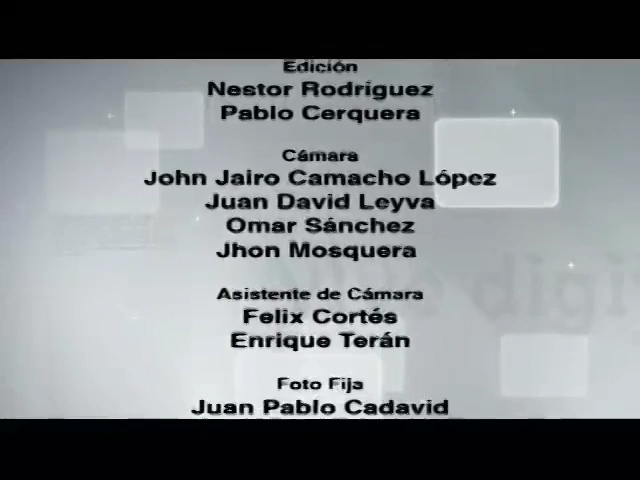 Edición
Nestor Rodríguez
Pablo Cerquera
Cámara
John Jairo Camacho López
Juan David Leyva
Omar Sánchez
Jhon Mosquera
Asistente de Cámara
Felix Cortés
Enrique Terán
Foto Fija
Juan Pablo Cadavid